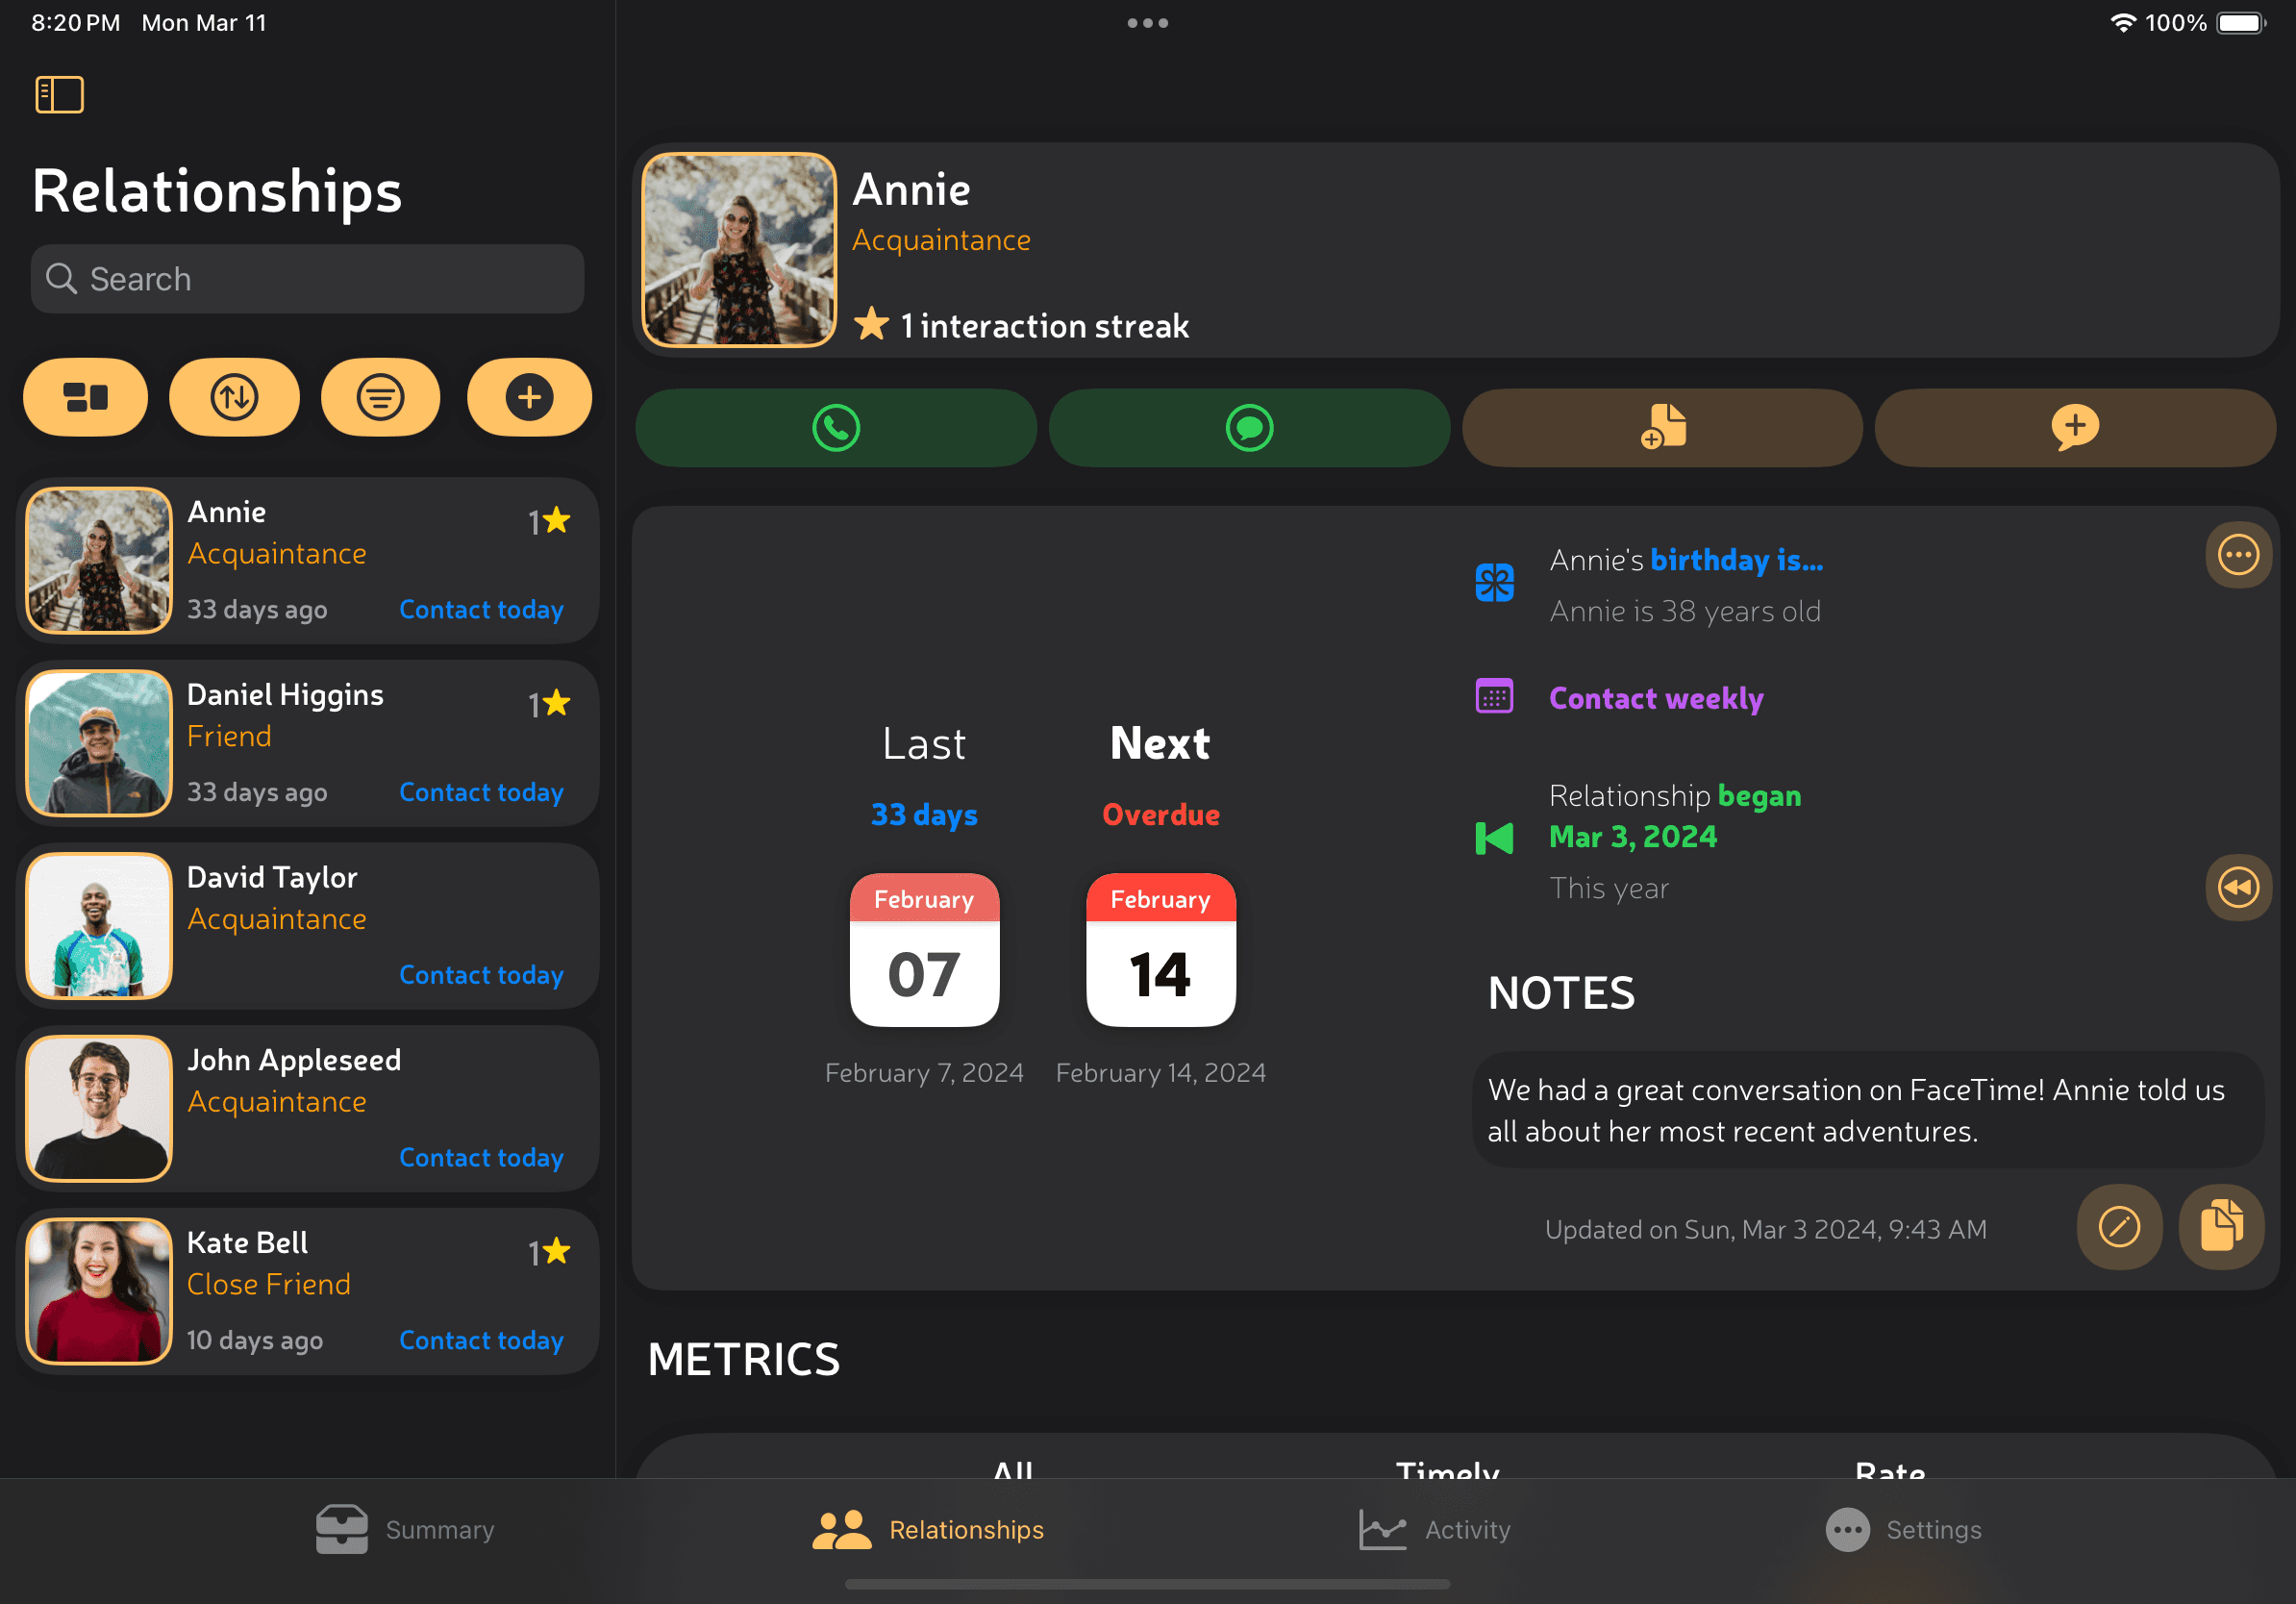 8:20 PM Mon Mar 11
100%
Relationships
Search
Annie
1
Acquaintance
33 days ago
Contact today
Daniel Higgins
1
Friend
33 days ago
Contact today
David Taylor
Acquaintance
Contact today
John Appleseed
Acquaintance
Contact today
Kate Bell
1
Close Friend
10 days ago
Contact today
Annie
Acquaintance
1 interaction streak
Last
33 days
February
07
February 7, 2024
Next
Overdue
February
14
February 14, 2024
Annie's birthday is...
Annie is 38 years old
Contact weekly
Relationship began
Mar 3, 2024
This year
NOTES
We had a great conversation on FaceTime! Annie told us
all about her most recent adventures.
Updated on Sun, Mar 3 2024, 9:43 AM
METRICS
All
Timely
Rate
Summary
Relationships
Activity
Settings